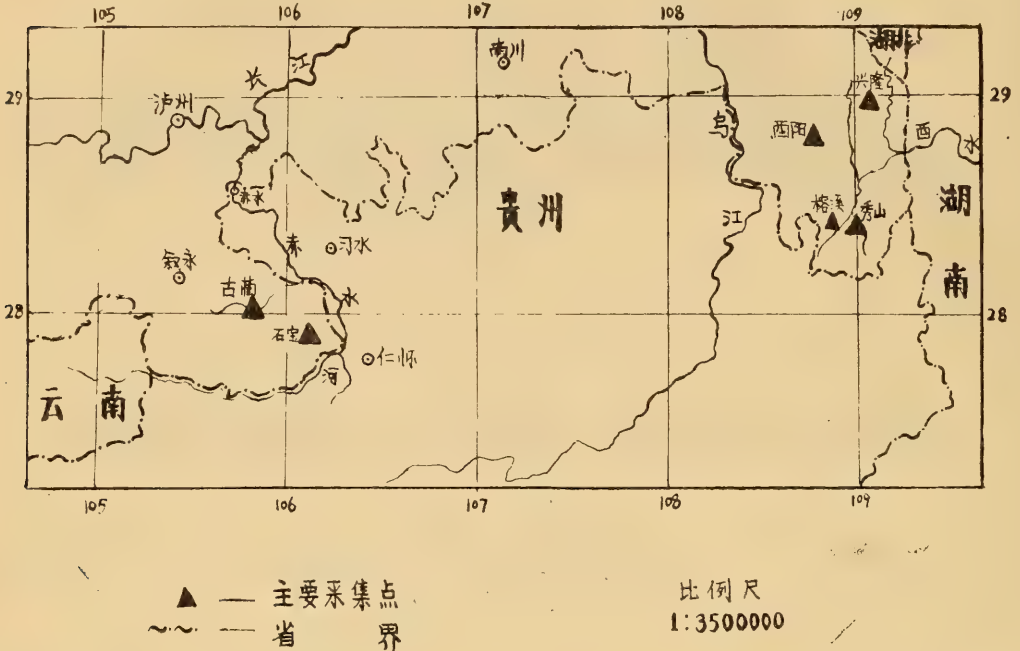 105 106 107 108 109
湖北
南川
长 江
29 泸州 兴隆 29
乌 酉阳 酉 水
赤水
贵 州 湖
榕溪 秀山
江
赤 习水
叙永
古蔺 水 南
28 28
石宝
仁怀
河
云 南
105 106 107 108 109
▲ — 主要采集点
省 界
比例尺
1:3500000